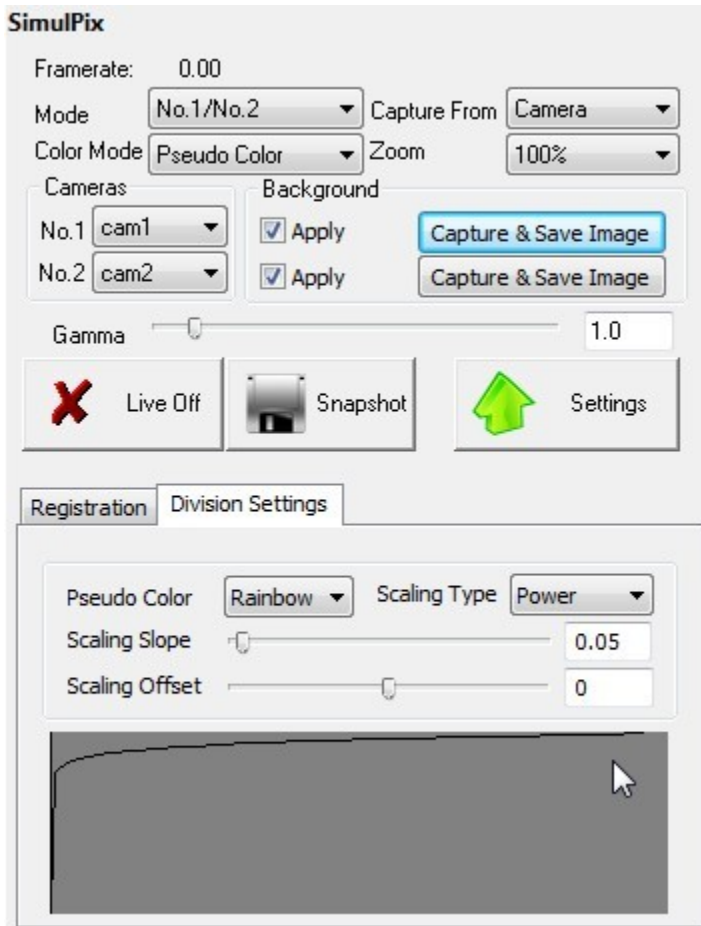 SimulPix
Framerate: 0.00
Mode No.1/No.2 Capture From Camera
Color Mode Pseudo Color Zoom 100%
Cameras Background
No.1 cam1 Apply Capture & Save Image
No.2 cam2 Apply Capture & Save Image
Gamma 1.0
Live Off Snapshot Settings
Registration Division Settings
Pseudo Color Rainbow Scaling Type Power
Scaling Slope 0.05
Scaling Offset 0